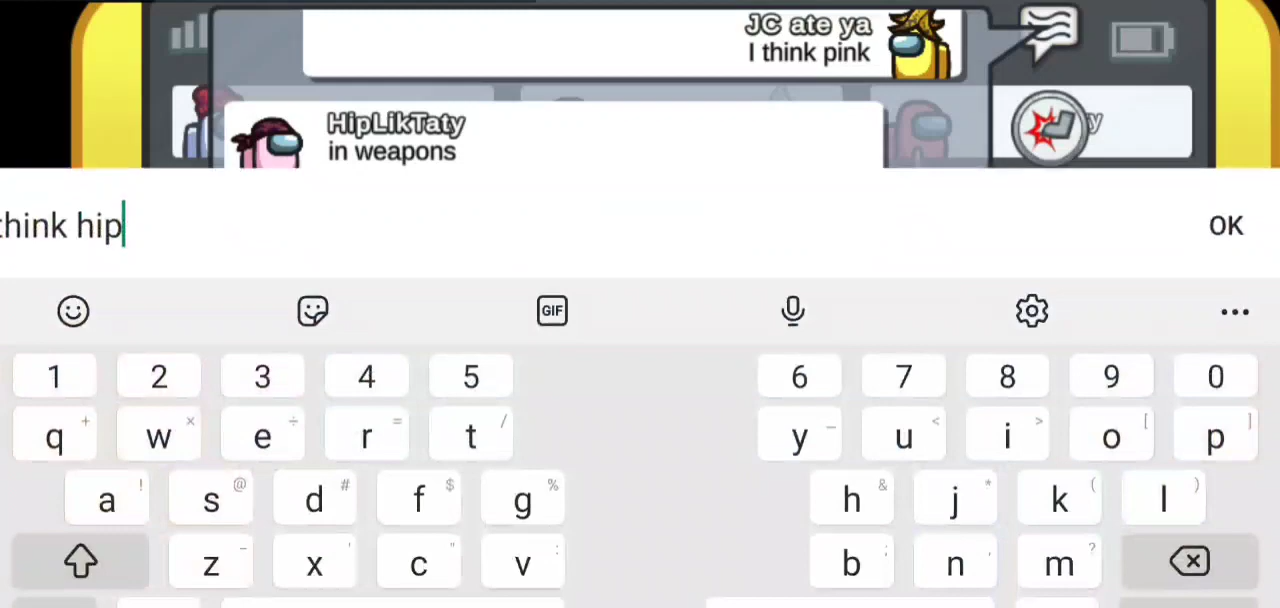 JC ate ya
I think pink
HipLikTaty
in weapons
think hip
OK
GIF
1 2 3 4 5 6 7 8 9 0
q + w × e ÷ r = t / y _ u < i > o [ p ]
a ! s @ d # f $ g % h & j * k ( l )
z - x ' c " v : b ; n , m ?